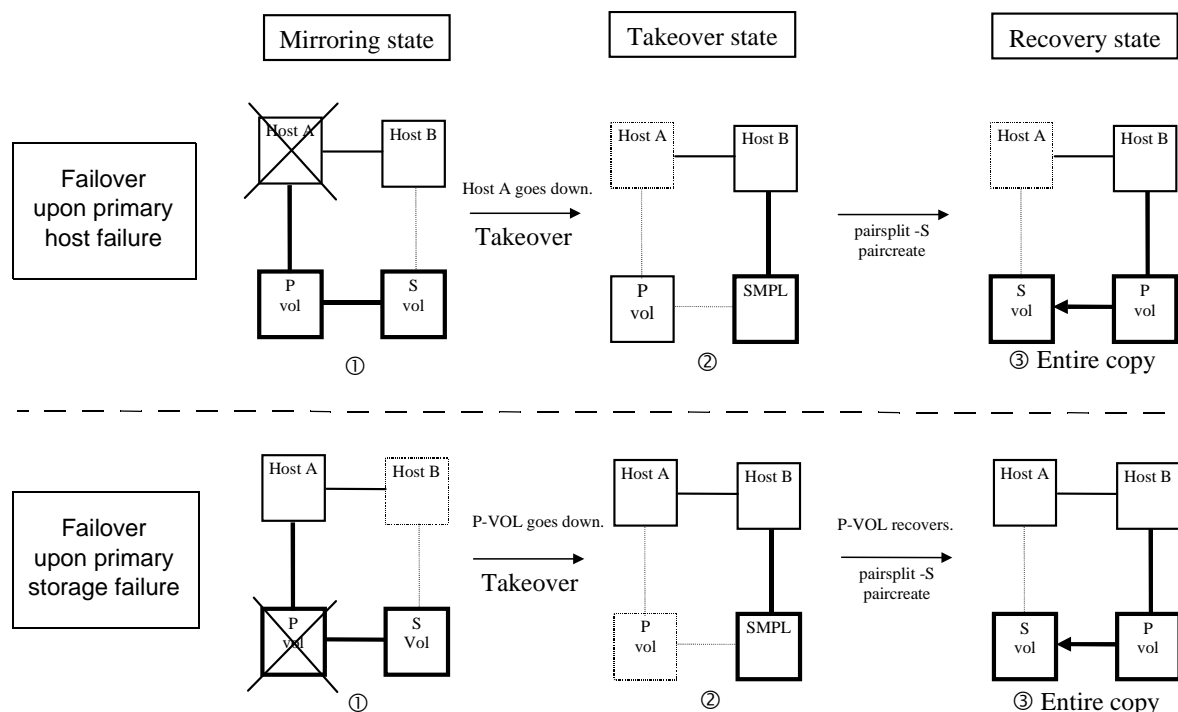 Mirroring state
Takeover state
Recovery state
Failover
upon primary
host failure
Host A
Host B
P
vol
S
vol
①
Host A goes down.
Takeover
Host A
Host B
P
vol
SMPL
②
pairsplit -S
paircreate
Host A
Host B
S
vol
P
vol
③ Entire copy
Failover
upon primary
storage failure
Host A
Host B
P
vol
S
Vol
①
P-VOL goes down.
Takeover
Host A
Host B
P
vol
SMPL
②
P-VOL recovers.
pairsplit -S
paircreate
Host A
Host B
S
vol
P
vol
③ Entire copy